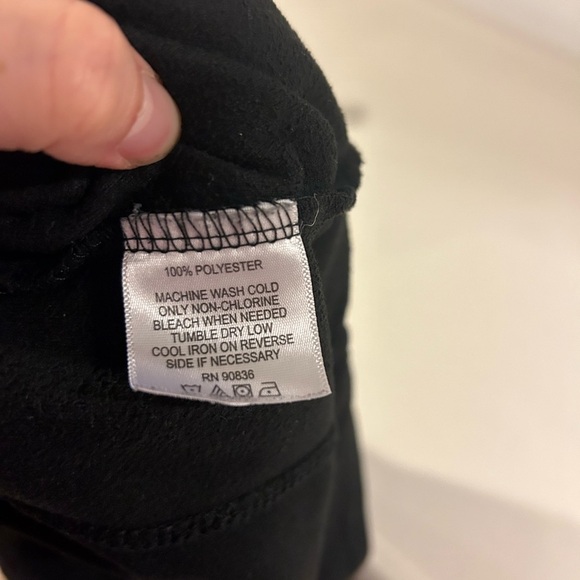 100% POLYESTER
MACHINE WASH COLD
ONLY NON-CHLORINE
BLEACH WHEN NEEDED
TUMBLE DRY LOW
COOL IRON ON REVERSE
SIDE IF NECESSARY
RN 90836